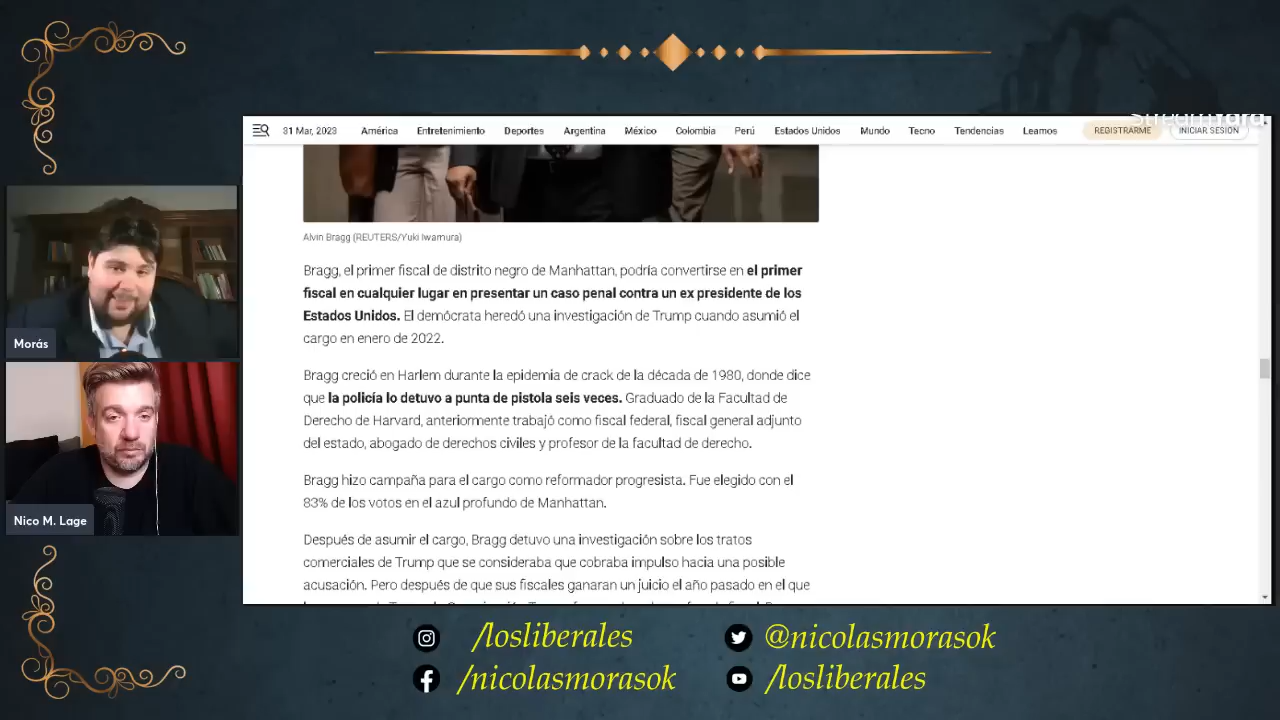 StreamYard
31 Mar, 2023 América Entretenimiento Deportes Argentina México Colombia Perú Estados Unidos Mundo Tecno Tendencias Leamos REGISTRARME INICIAR SESIÓN
Alvin Bragg (REUTERS/Yuki Iwamura)
Bragg, el primer fiscal de distrito negro de Manhattan, podría convertirse en el primer
fiscal en cualquier lugar en presentar un caso penal contra un ex presidente de los
Estados Unidos. El demócrata heredó una investigación de Trump cuando asumió el
cargo en enero de 2022.
Bragg creció en Harlem durante la epidemia de crack de la década de 1980, donde dice
que la policía lo detuvo a punta de pistola seis veces. Graduado de la Facultad de
Derecho de Harvard, anteriormente trabajó como fiscal federal, fiscal general adjunto
del estado, abogado de derechos civiles y profesor de la facultad de derecho.
Bragg hizo campaña para el cargo como reformador progresista. Fue elegido con el
83% de los votos en el azul profundo de Manhattan.
Después de asumir el cargo, Bragg detuvo una investigación sobre los tratos
comerciales de Trump que se consideraba que cobraba impulso hacia una posible
acusación. Pero después de que sus fiscales ganaran un juicio el año pasado en el que
Morás
Nico M. Lage
/losliberales
@nicolasmorasok
/nicolasmorasok
/losliberales